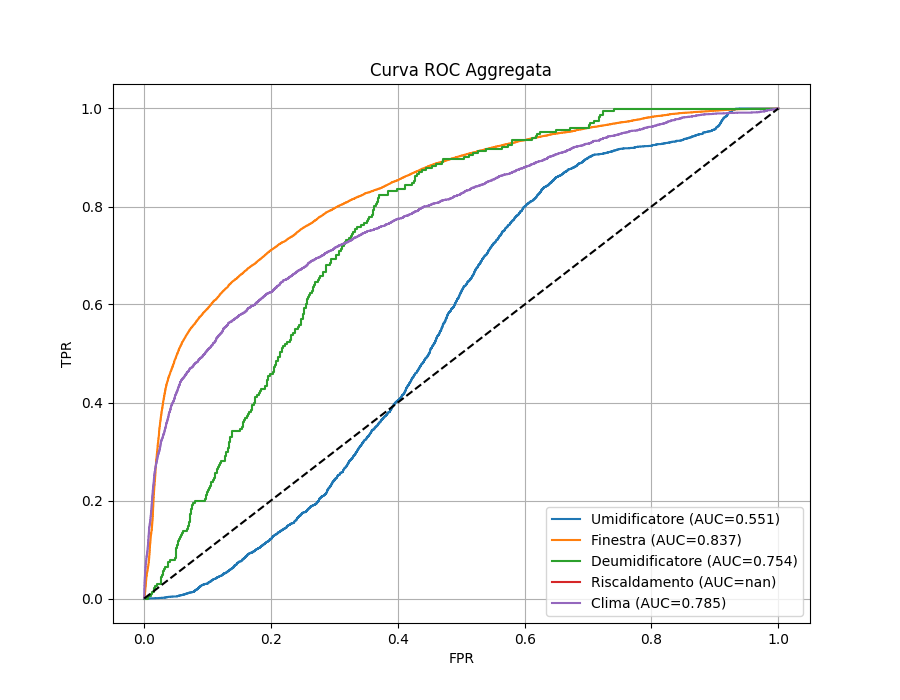 Curva ROC Aggregata
TPR
1.0
0.8
0.6
0.4
0.2
0.0
Umidificatore (AUC=0.551)
Finestra (AUC=0.837)
Deumidificatore (AUC=0.754)
Riscaldamento (AUC=nan)
Clima (AUC=0.785)
0.0 0.2 0.4 0.6 0.8 1.0
FPR